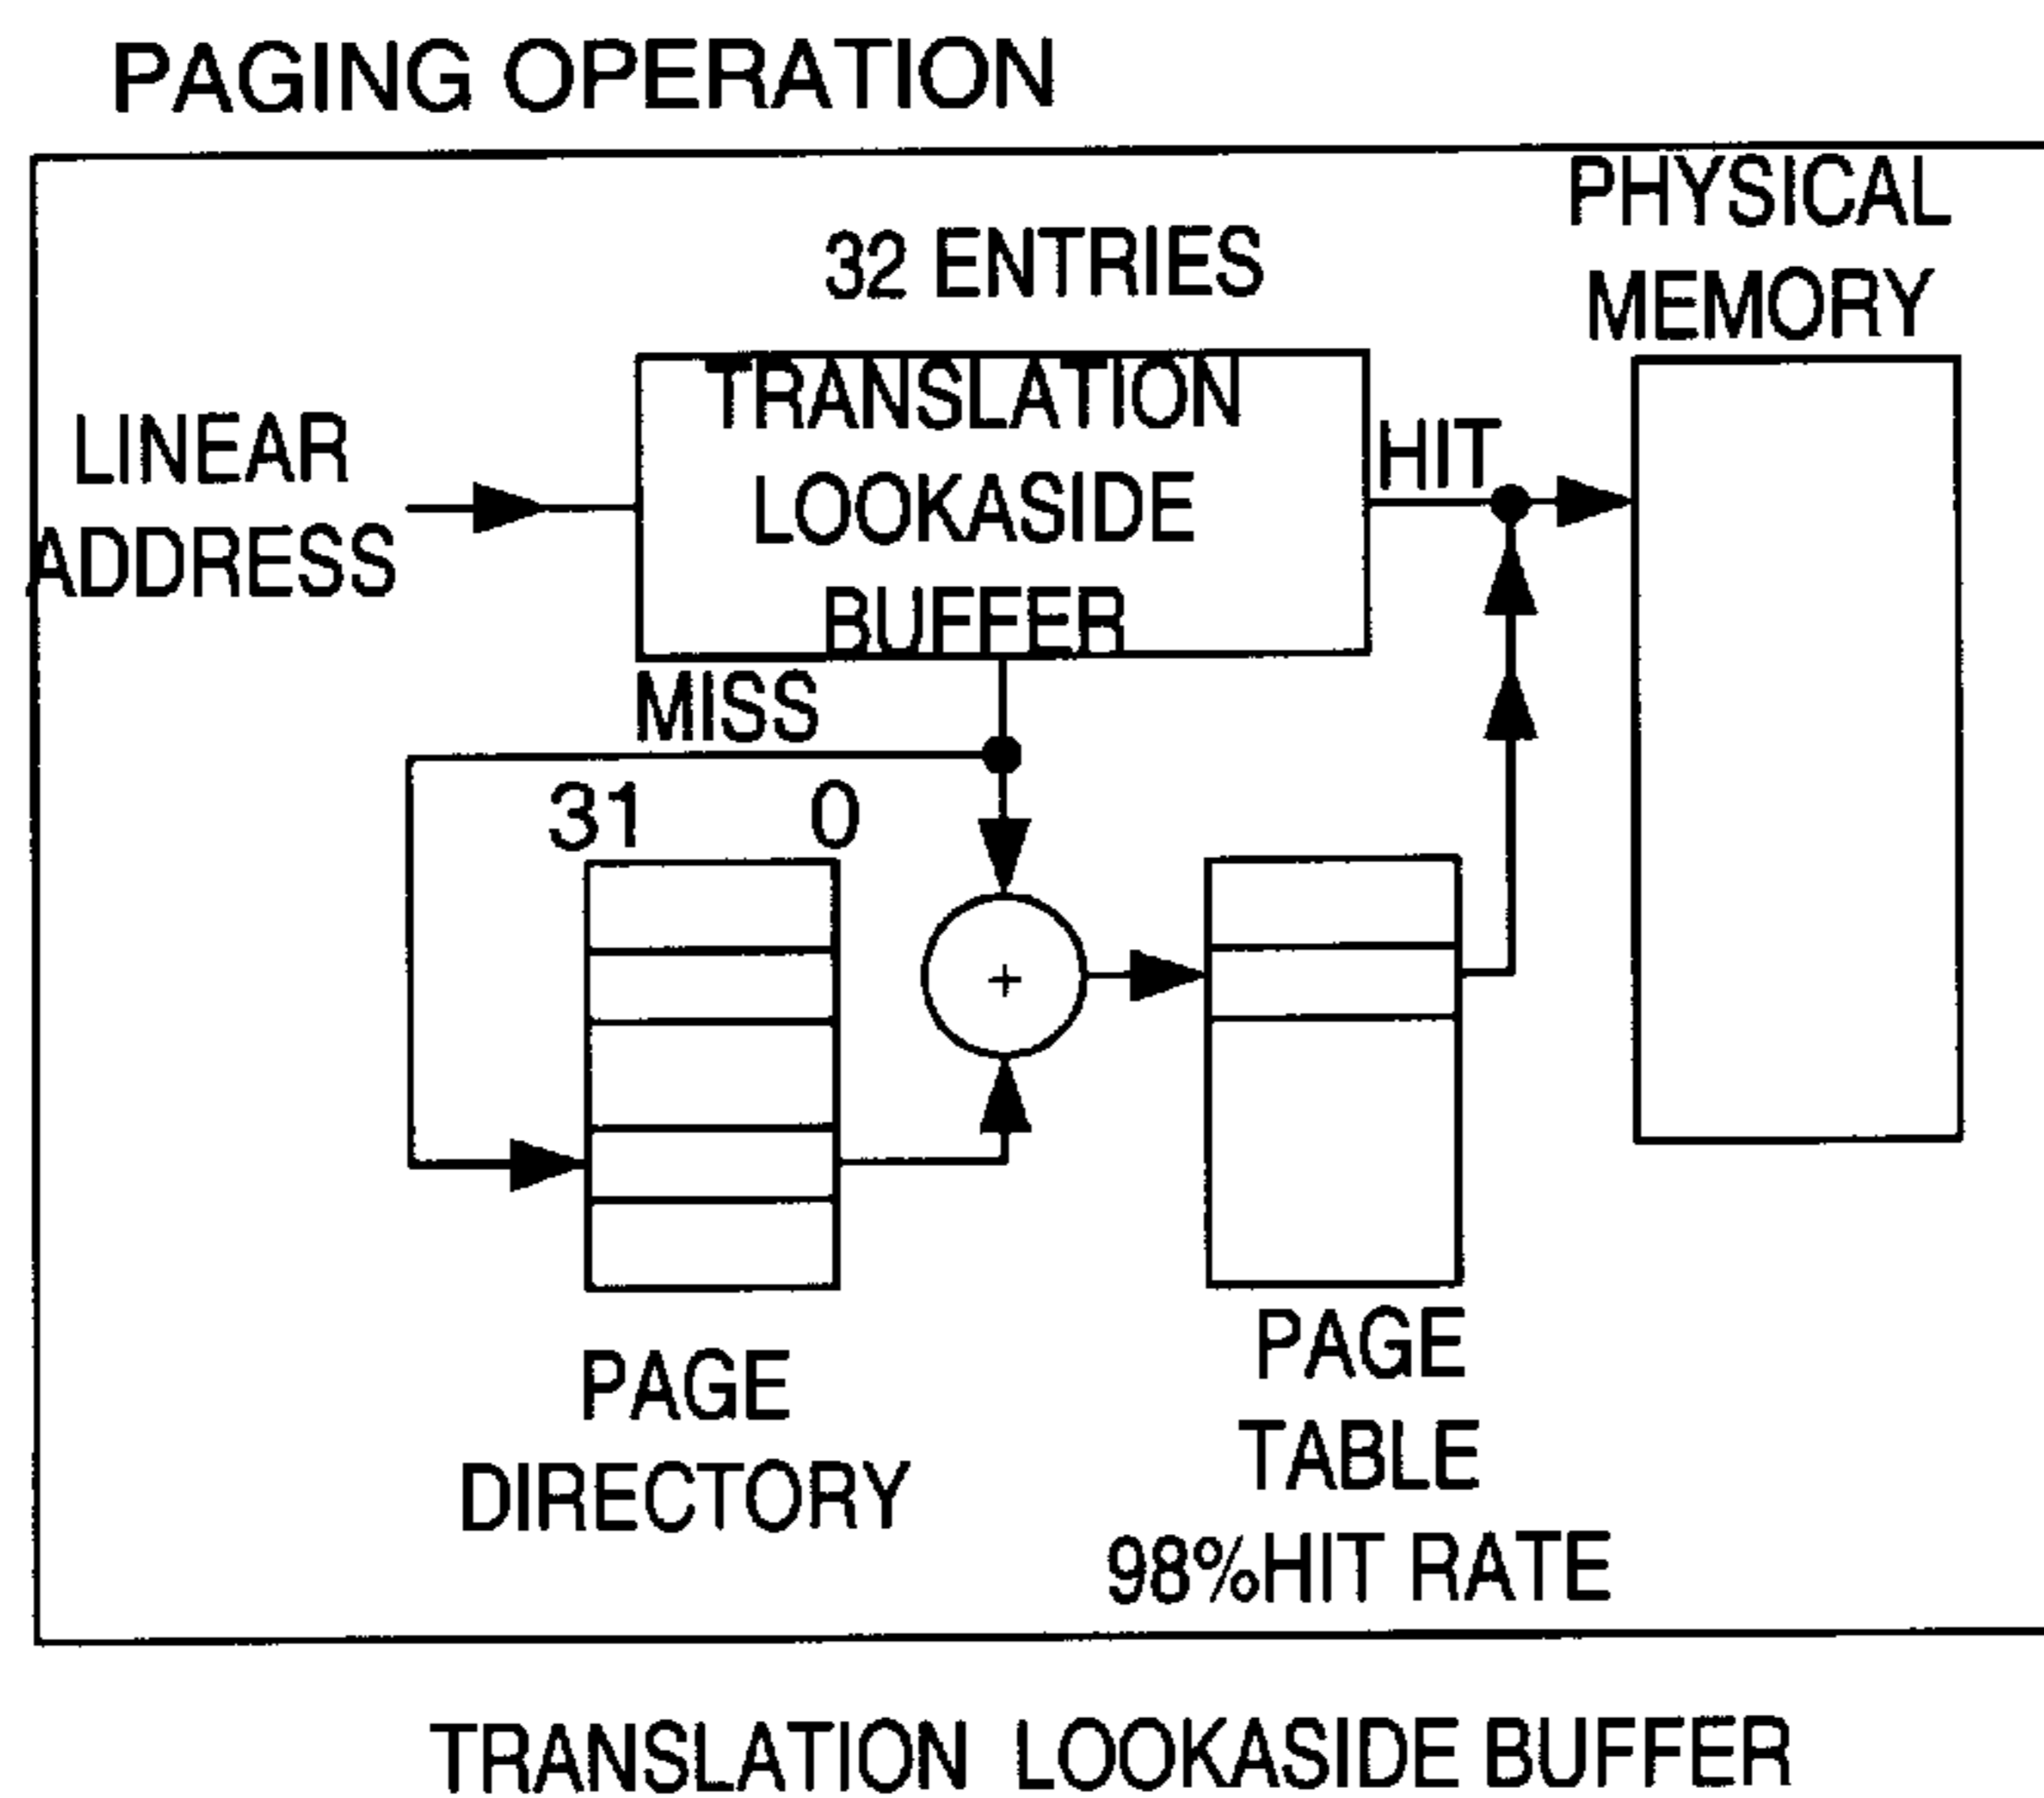 PAGING OPERATION
PHYSICAL
MEMORY
32 ENTRIES
LINEAR
ADDRESS
TRANSLATION
LOOKASIDE
BUFFER
HIT
MISS
31 0
+
PAGE
DIRECTORY
PAGE
TABLE
98%HIT RATE
TRANSLATION LOOKASIDE BUFFER